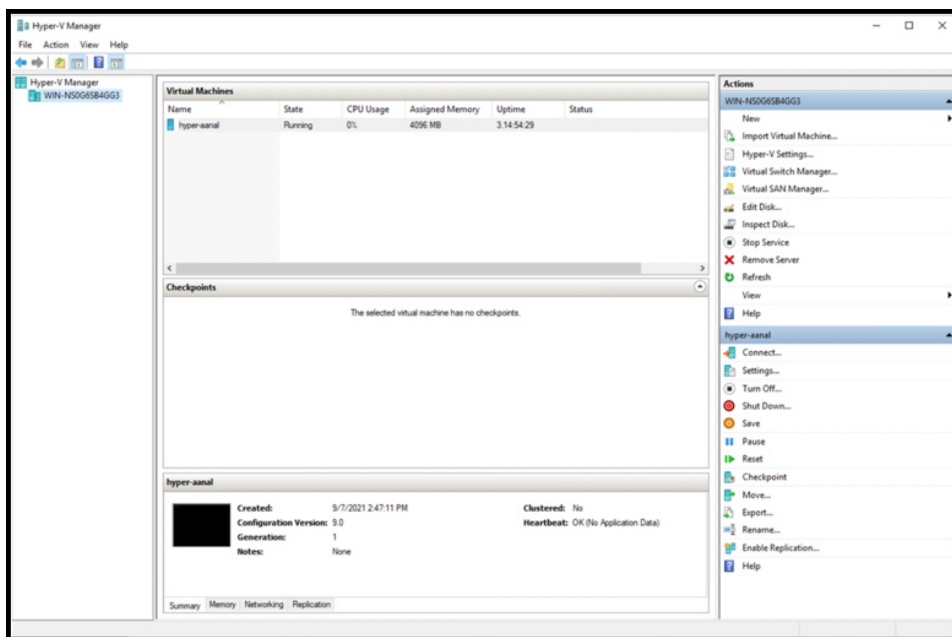 Hyper-V Manager
File Action View Help
Hyper-V Manager
WIN-NS0G6SB4GG3
Virtual Machines
Name State CPU Usage Assigned Memory Uptime Status
hyper-aanal Running 0% 4096 MB 3.14:54:29
Checkpoints
The selected virtual machine has no checkpoints.
hyper-aanal
Created: 9/7/2021 2:47:11 PM Clustered: No
Configuration Version: 9.0 Heartbeat: OK (No Application Data)
Generation: 1
Notes: None
Summary Memory Networking Replication
Actions
WIN-NS0G6SB4GG3
New
Import Virtual Machine...
Hyper-V Settings...
Virtual Switch Manager...
Virtual SAN Manager...
Edit Disk...
Inspect Disk...
Stop Service
Remove Server
Refresh
View
Help
hyper-aanal
Connect...
Settings...
Turn Off...
Shut Down...
Save
Pause
Reset
Checkpoint
Move...
Export...
Rename...
Enable Replication...
Help